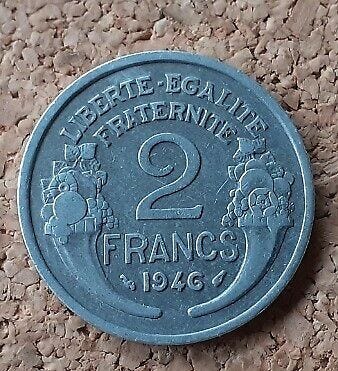 LIBERTE·EGALITE
FRATERNITE
2
FRANCS
1946